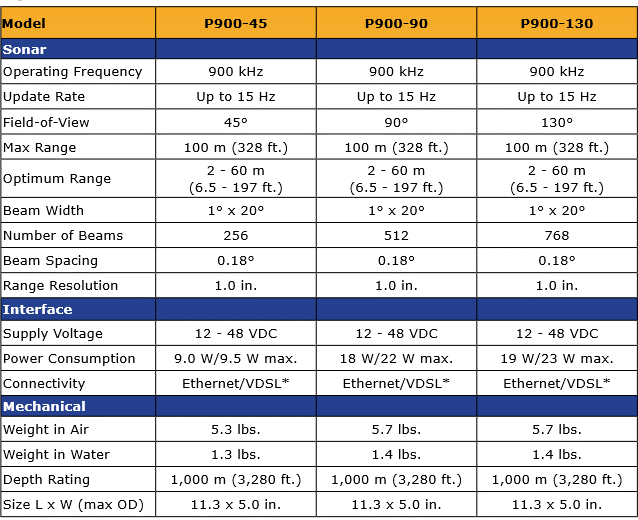 Model P900-45 P900-90 P900-130
Sonar
Operating Frequency 900 kHz 900 kHz 900 kHz
Update Rate Up to 15 Hz Up to 15 Hz Up to 15 Hz
Field-of-View 45° 90° 130°
Max Range 100 m (328 ft.) 100 m (328 ft.) 100 m (328 ft.)
Optimum Range 2 - 60 m 2 - 60 m 2 - 60 m
(6.5 - 197 ft.) (6.5 - 197 ft.) (6.5 - 197 ft.)
Beam Width 1° x 20° 1° x 20° 1° x 20°
Number of Beams 256 512 768
Beam Spacing 0.18° 0.18° 0.18°
Range Resolution 1.0 in. 1.0 in. 1.0 in.
Interface
Supply Voltage 12 - 48 VDC 12 - 48 VDC 12 - 48 VDC
Power Consumption 9.0 W/9.5 W max. 18 W/22 W max. 19 W/23 W max.
Connectivity Ethernet/VDSL* Ethernet/VDSL* Ethernet/VDSL*
Mechanical
Weight in Air 5.3 lbs. 5.7 lbs. 5.7 lbs.
Weight in Water 1.3 lbs. 1.4 lbs. 1.4 lbs.
Depth Rating 1,000 m (3,280 ft.) 1,000 m (3,280 ft.) 1,000 m (3,280 ft.)
Size L x W (max OD) 11.3 x 5.0 in. 11.3 x 5.0 in. 11.3 x 5.0 in.